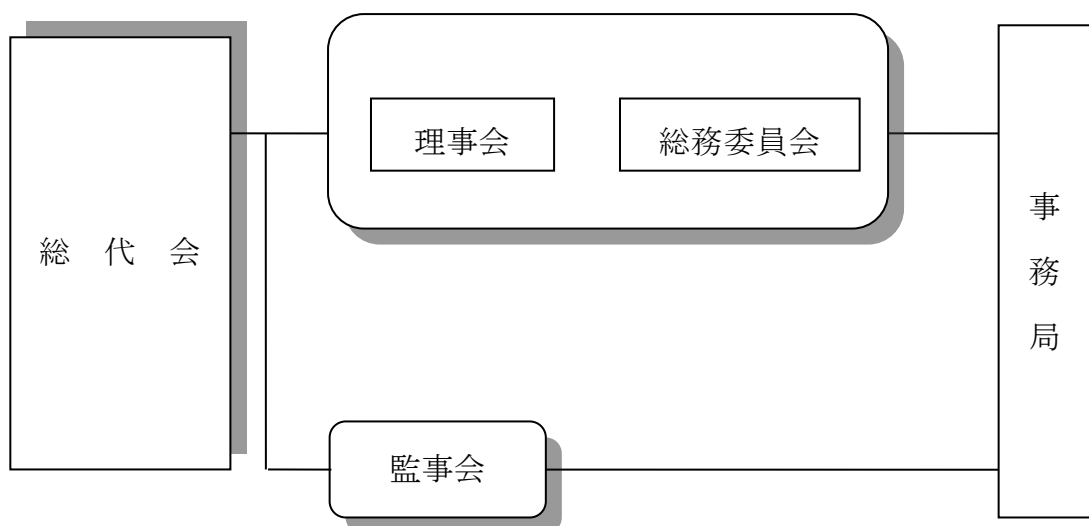 総　代　会
理事会
総務委員会
監事会
事
務
局